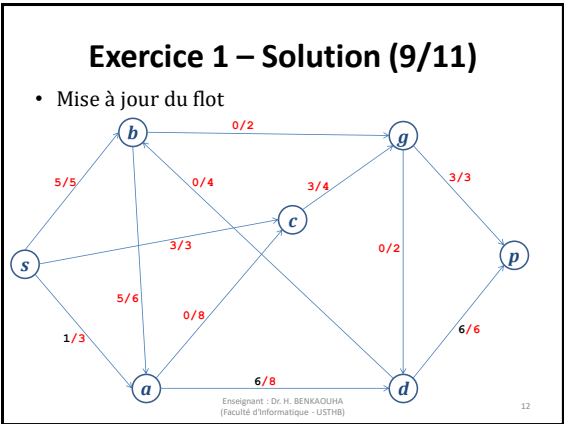 Exercice 1 – Solution (9/11)
• Mise à jour du flot
b
0/2
g
5/5
0/4
3/4
3/3
c
3/3
0/2
s
p
5/6
0/8
1/3
6/6
a
6/8
d
Enseignant : Dr. H. BENKAOUHA
(Faculté d'Informatique - USTHB)
12